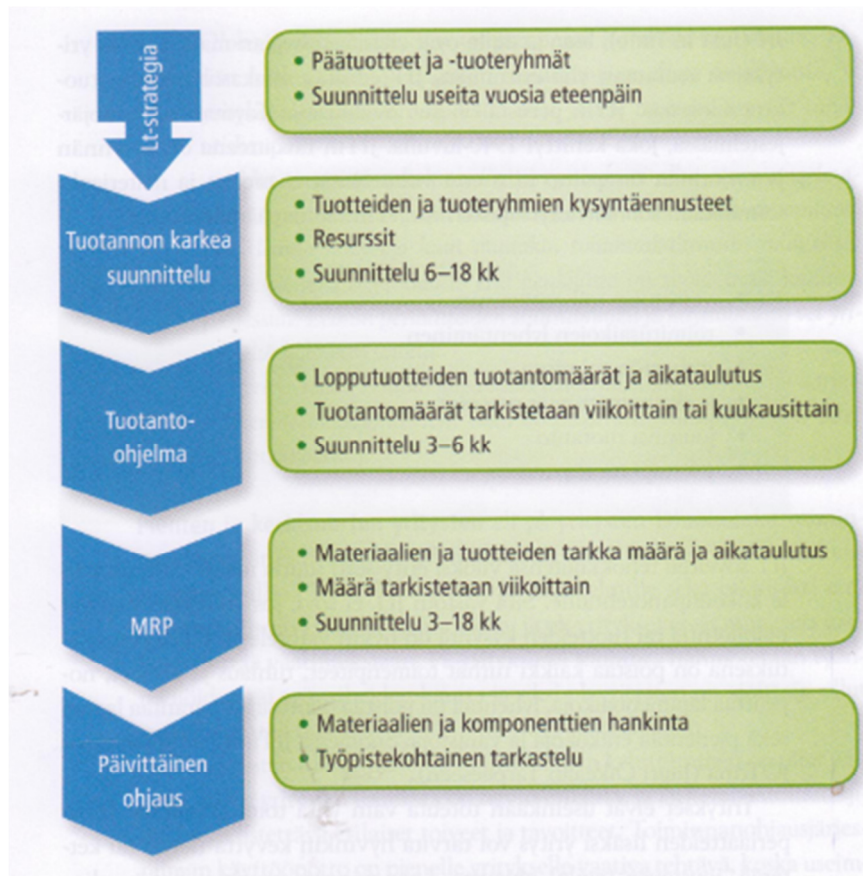 Lt-strategia
• Päätuotteet ja -tuoteryhmät
• Suunnittelu useita vuosia eteenpäin
Tuotannon karkea
suunnittelu
• Tuotteiden ja tuoteryhmien kysyntäennusteet
• Resurssit
• Suunnittelu 6–18 kk
Tuotanto-
ohjelma
• Lopputuotteiden tuotantomäärät ja aikataulutus
• Tuotantomäärät tarkistetaan viikoittain tai kuukausittain
• Suunnittelu 3–6 kk
MRP
• Materiaalien ja tuotteiden tarkka määrä ja aikataulutus
• Määrä tarkistetaan viikoittain
• Suunnittelu 3–18 kk
Päivittäinen
ohjaus
• Materiaalien ja komponenttien hankinta
• Työpistekohtainen tarkastelu